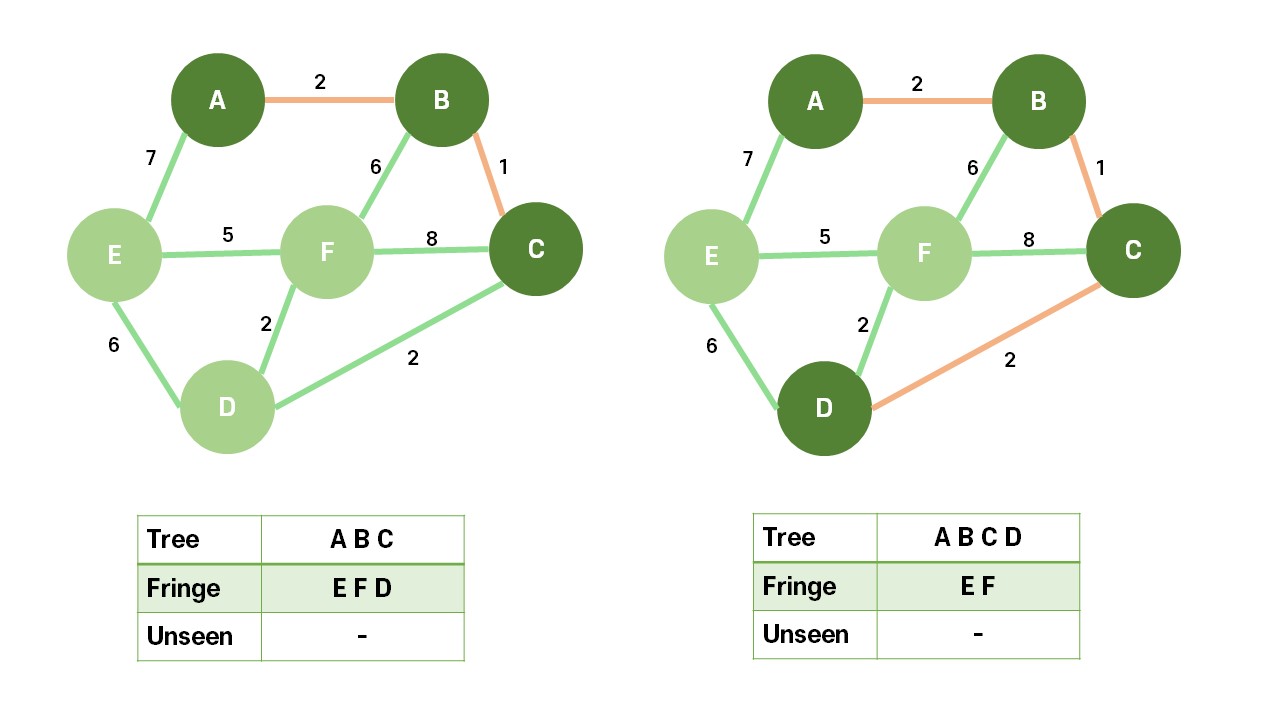 A 2 B
7 6 1
E 5 F 8 C
2
6 2
D
Tree A B C
Fringe E F D
Unseen -
A 2 B
7 6 1
E 5 F 8 C
2
6 2
D
Tree A B C D
Fringe E F
Unseen -